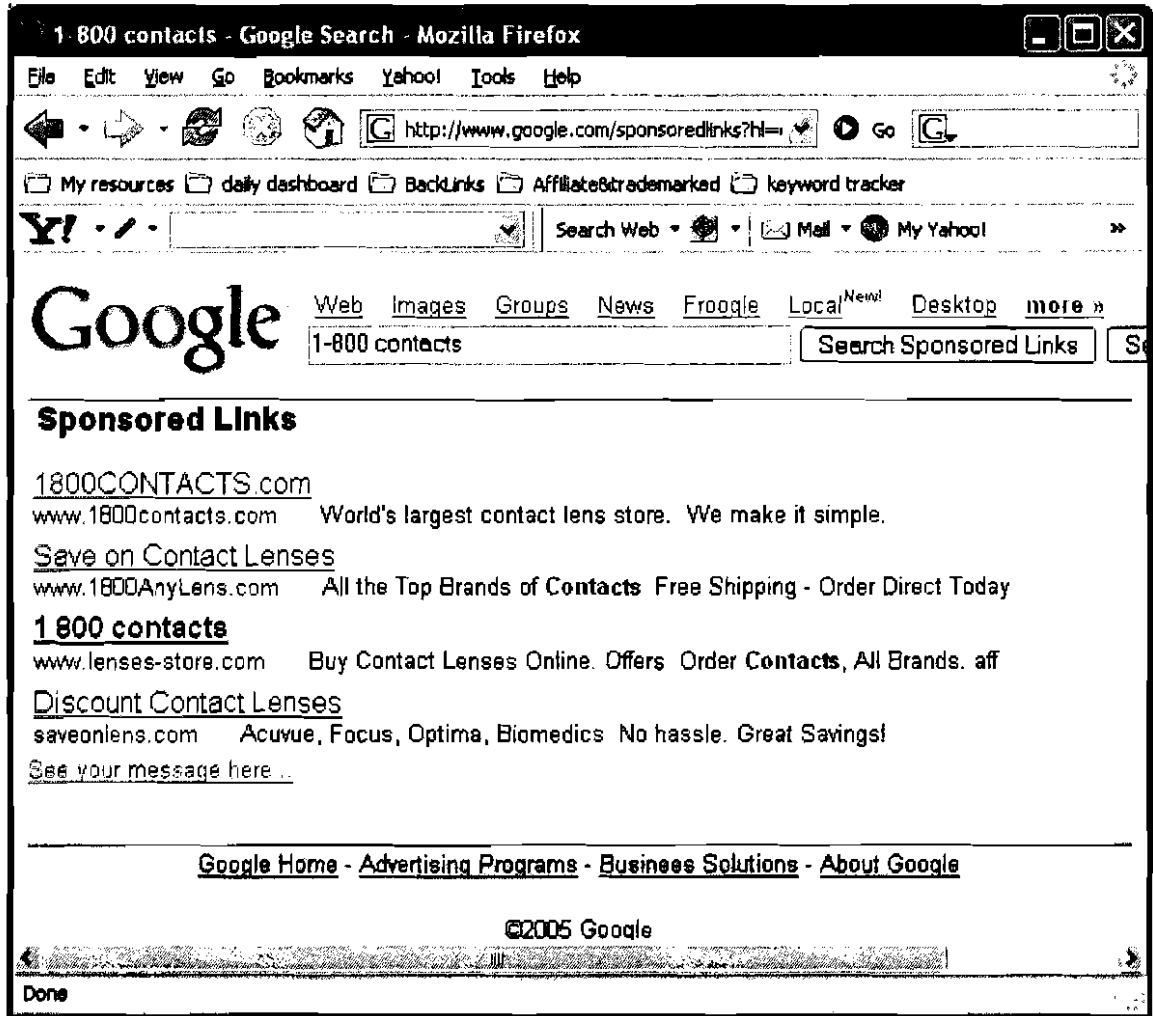 1-800 contacts - Google Search - Mozilla Firefox
File Edit View Go Bookmarks Yahoo! Tools Help
G http://www.google.com/sponsoredlinks?hl= Go G
My resources daily dashboard BackLinks Affiliate&trademarked keyword tracker
Y! Search Web Mail My Yahoo! »
Google Web Images Groups News Froogle Local New! Desktop more »
1-800 contacts Search Sponsored Links Se
Sponsored Links
1800CONTACTS.com
www.1800contacts.com World's largest contact lens store. We make it simple.
Save on Contact Lenses
www.1800AnyLens.com All the Top Brands of Contacts Free Shipping - Order Direct Today
1 800 contacts
www.lenses-store.com Buy Contact Lenses Online. Offers Order Contacts, All Brands. aff
Discount Contact Lenses
saveonlens.com Acuvue, Focus, Optima, Biomedics No hassle. Great Savings!
See your message here ...
Google Home - Advertising Programs - Business Solutions - About Google
©2005 Google
Done